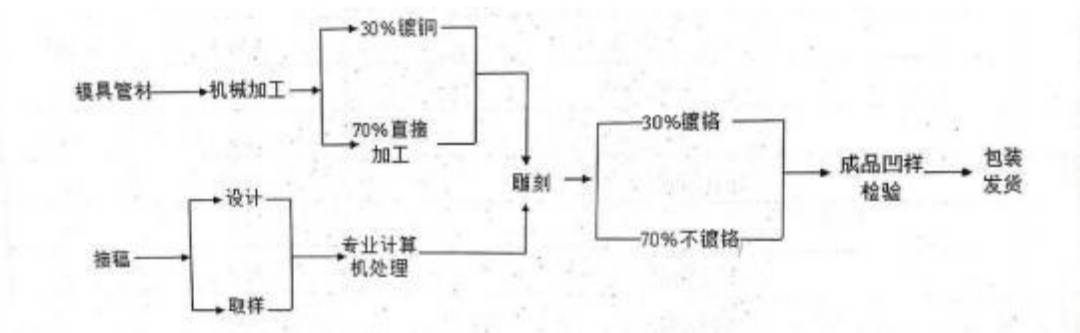 30%镀铜
模具管材
机械加工
70%直接
加工
30%镀铬
成品凹样
检验
包装
发货
雕刻
设计
70%不镀铬
接稿
专业计算
机处理
取样